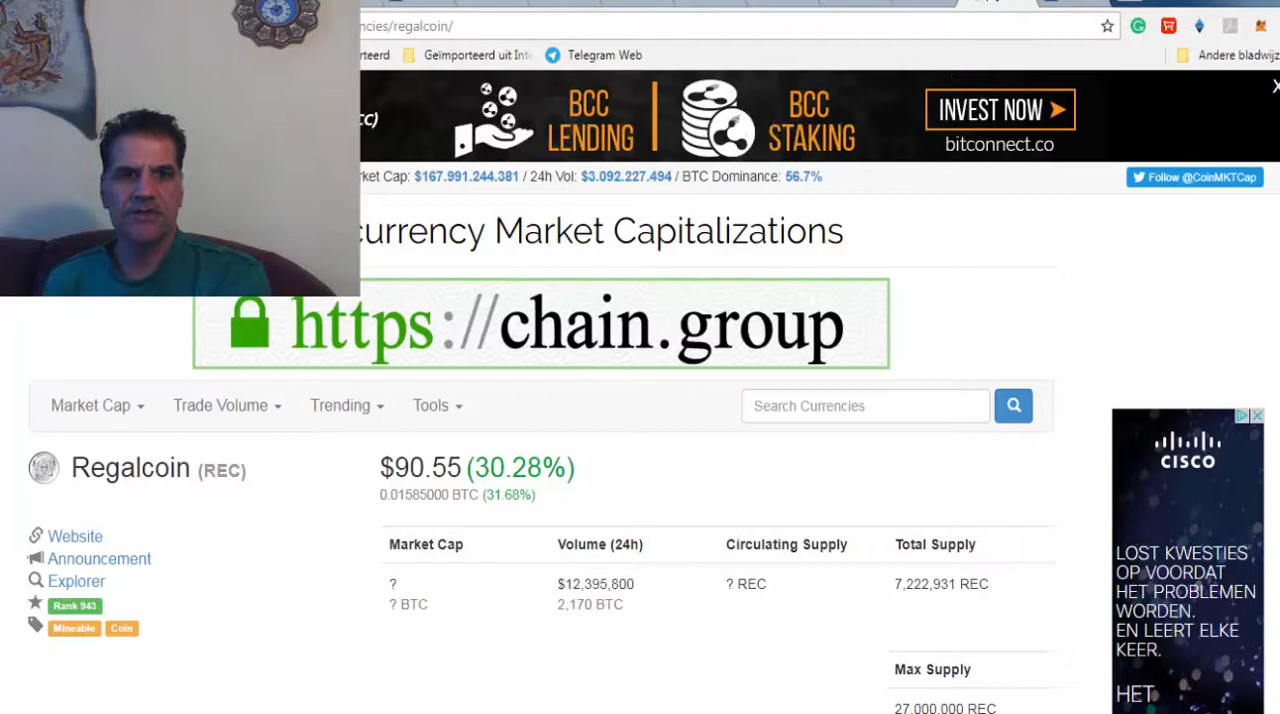 ncies/regalcoin/
rteerd Geïmporteerd uit Inte Telegram Web Andere bladwijz
CC)
BCC LENDING
BCC STAKING
INVEST NOW
bitconnect.co
rket Cap: $167.991.244.381 / 24h Vol: $3.092.227.494 / BTC Dominance: 56.7%
Follow @CoinMKTCap
currency Market Capitalizations
https://chain.group
Market Cap Trade Volume Trending Tools Search Currencies
Regalcoin (REC)
$90.55 (30.28%)
0.01585000 BTC (31.68%)
Website
Announcement
Explorer
Rank 943
Mineable Coin
Market Cap Volume (24h) Circulating Supply Total Supply
? $12,395,800 ? REC 7,222,931 REC
? BTC 2,170 BTC
Max Supply
27,000,000 REC
CISCO
LOST KWESTIES
OP VOORDAT
HET PROBLEMEN
WORDEN.
EN LEERT ELKE
KEER.
HET